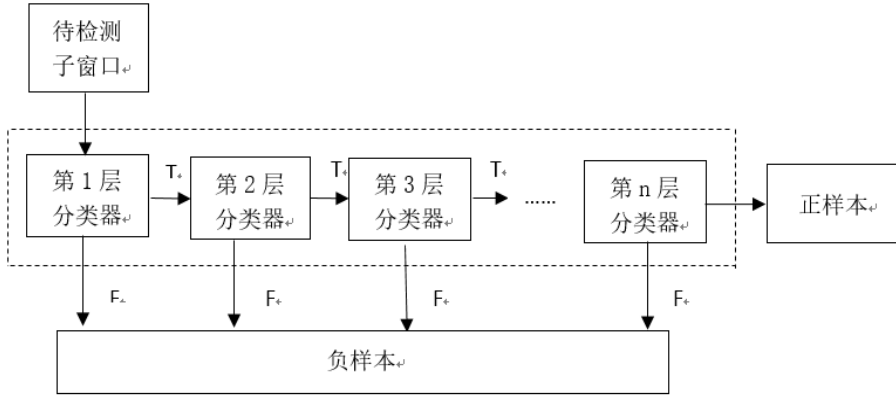 待检测
子窗口
第 1 层
分类器
T
第 2 层
分类器
T
第 3 层
分类器
T
......
第 n 层
分类器
正样本
F
F
F
F
负样本